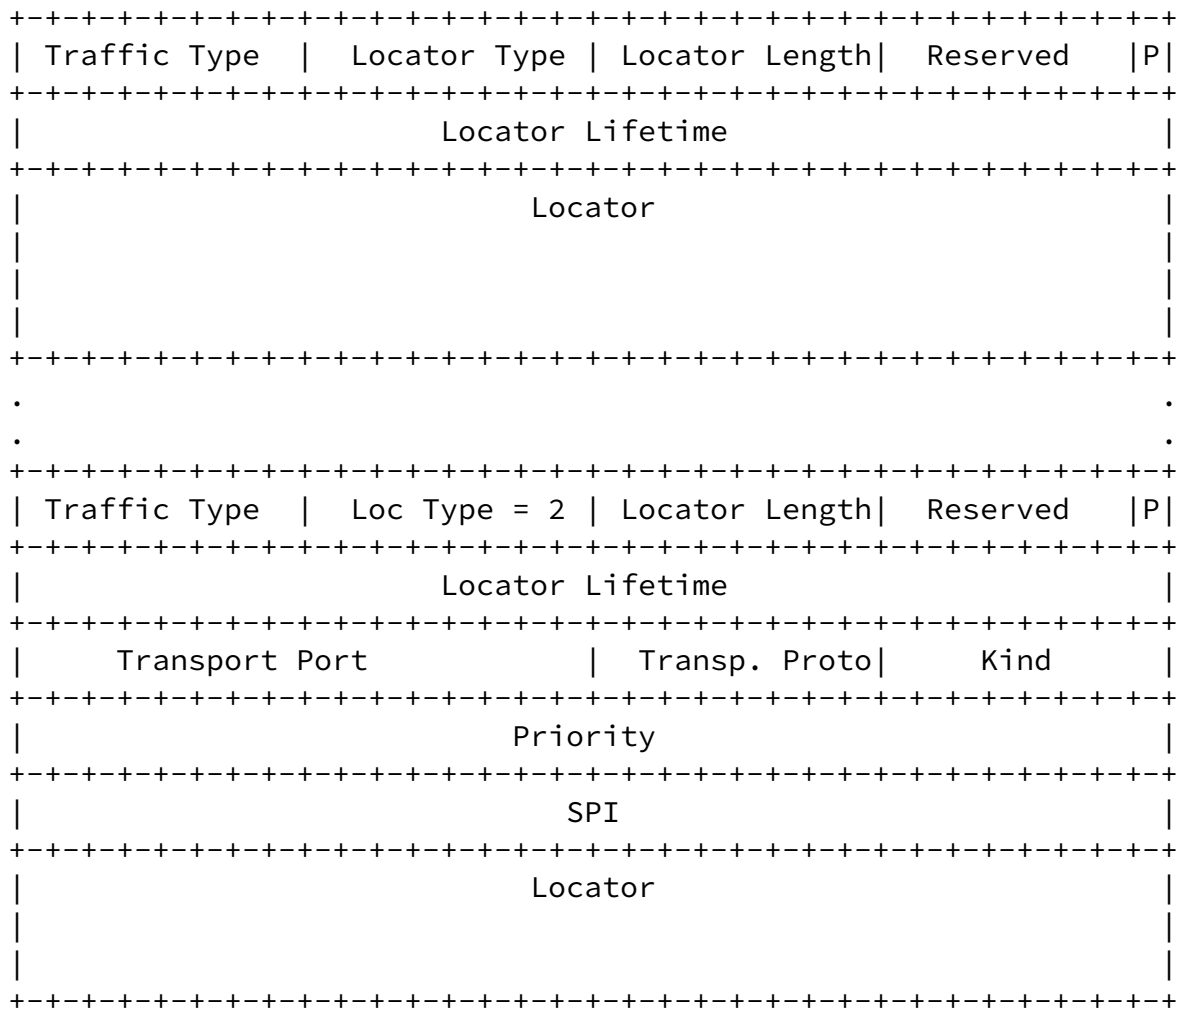 +-+-+-+-+-+-+-+-+-+-+-+-+-+-+-+-+-+-+-+-+-+-+-+-+-+-+-+-+-+-+-+-+
| Traffic Type  |  Locator Type | Locator Length|  Reserved   |P|
+-+-+-+-+-+-+-+-+-+-+-+-+-+-+-+-+-+-+-+-+-+-+-+-+-+-+-+-+-+-+-+-+
|                       Locator Lifetime                        |
+-+-+-+-+-+-+-+-+-+-+-+-+-+-+-+-+-+-+-+-+-+-+-+-+-+-+-+-+-+-+-+-+
|                            Locator                            |
|                                                               |
|                                                               |
|                                                               |
+-+-+-+-+-+-+-+-+-+-+-+-+-+-+-+-+-+-+-+-+-+-+-+-+-+-+-+-+-+-+-+-+
.                                                               .
.                                                               .
+-+-+-+-+-+-+-+-+-+-+-+-+-+-+-+-+-+-+-+-+-+-+-+-+-+-+-+-+-+-+-+-+
| Traffic Type  |  Loc Type = 2 | Locator Length|  Reserved   |P|
+-+-+-+-+-+-+-+-+-+-+-+-+-+-+-+-+-+-+-+-+-+-+-+-+-+-+-+-+-+-+-+-+
|                       Locator Lifetime                        |
+-+-+-+-+-+-+-+-+-+-+-+-+-+-+-+-+-+-+-+-+-+-+-+-+-+-+-+-+-+-+-+-+
|     Transport Port            |  Transp. Proto|     Kind      |
+-+-+-+-+-+-+-+-+-+-+-+-+-+-+-+-+-+-+-+-+-+-+-+-+-+-+-+-+-+-+-+-+
|                           Priority                            |
+-+-+-+-+-+-+-+-+-+-+-+-+-+-+-+-+-+-+-+-+-+-+-+-+-+-+-+-+-+-+-+-+
|                              SPI                              |
+-+-+-+-+-+-+-+-+-+-+-+-+-+-+-+-+-+-+-+-+-+-+-+-+-+-+-+-+-+-+-+-+
|                            Locator                            |
|                                                               |
|                                                               |
+-+-+-+-+-+-+-+-+-+-+-+-+-+-+-+-+-+-+-+-+-+-+-+-+-+-+-+-+-+-+-+-+